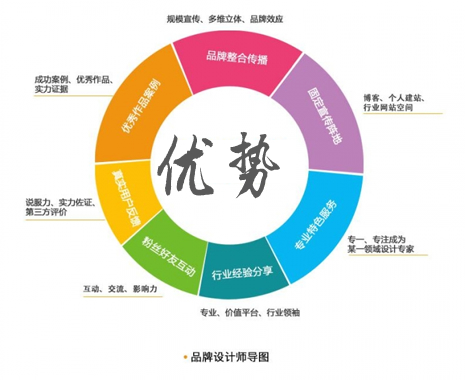 规模宣传、多维立体、品牌效应
品牌整合传播
固定宣传阵地
博客、个人建站、
行业网站空间
专业特色服务
专一、专注成为
某一领域设计专家
行业经验分享
专业、价值平台、行业领袖
粉丝好友互动
互动、交流、影响力
真实用户反馈
说服力、实力佐证、
第三方评价
优秀作品案例
成功案例、优秀作品、
实力证据
优势
• 品牌设计师导图